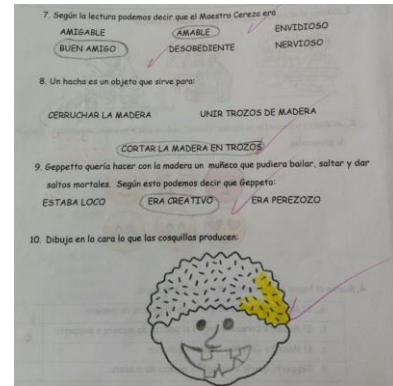 7. Según la lectura podemos decir que el Maestro Cereza era
AMIGABLE AMABLE ENVIDIOSO
BUEN AMIGO DESOBEDIENTE NERVIOSO
8. Un hacha es un objeto que sirve para:
CERRUCHAR LA MADERA UNIR TROZOS DE MADERA
CORTAR LA MADERA EN TROZOS
9. Geppetto quería hacer con la madera un muñeco que pudiera bailar, saltar y dar
saltos mortales. Según esto podemos decir que Geppeto:
ESTABA LOCO ERA CREATIVO ERA PEREZOZO
10. Dibuja en la cara lo que las cosquillas producen: